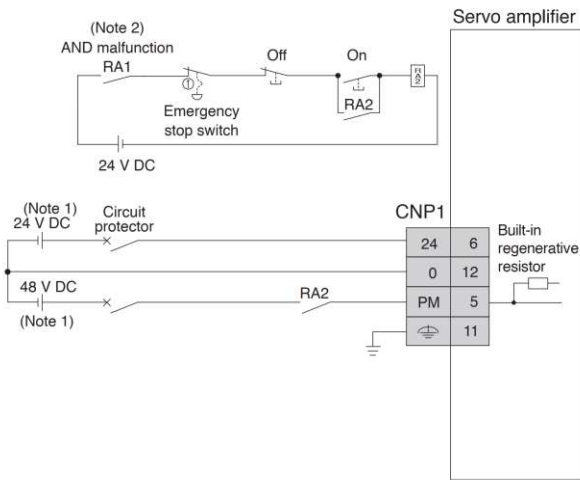 Servo amplifier
(Note 2)
AND malfunction
RA1
Off
On
RA2
RA2
Emergency
stop switch
24 V DC
(Note 1)
24 V DC
Circuit
protector
CNP1
24 6
0 12
PM 5
11
Built-in
regenerative
resistor
48 V DC
(Note 1)
RA2